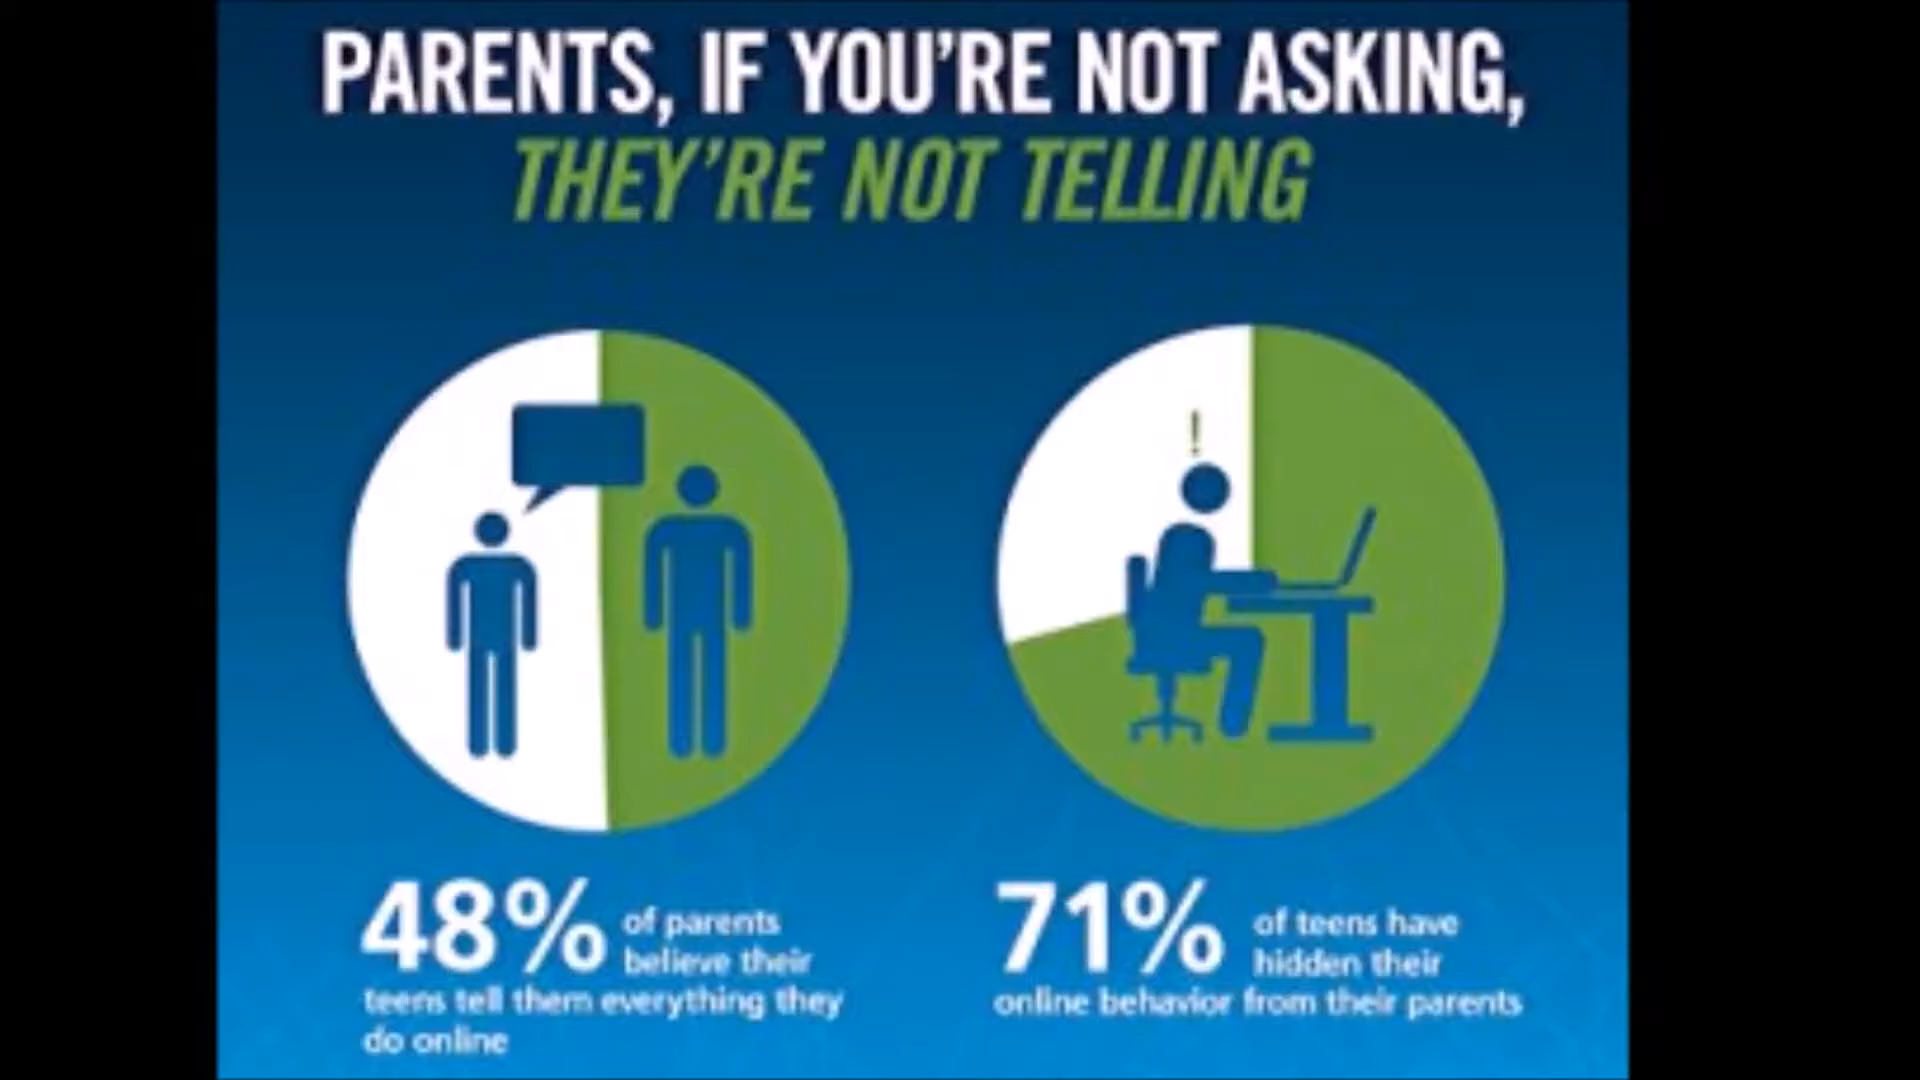 PARENTS, IF YOU'RE NOT ASKING,
THEY'RE NOT TELLING
!
48% of parents
believe their
teens tell them everything they
do online
71% of teens have
hidden their
online behavior from their parents